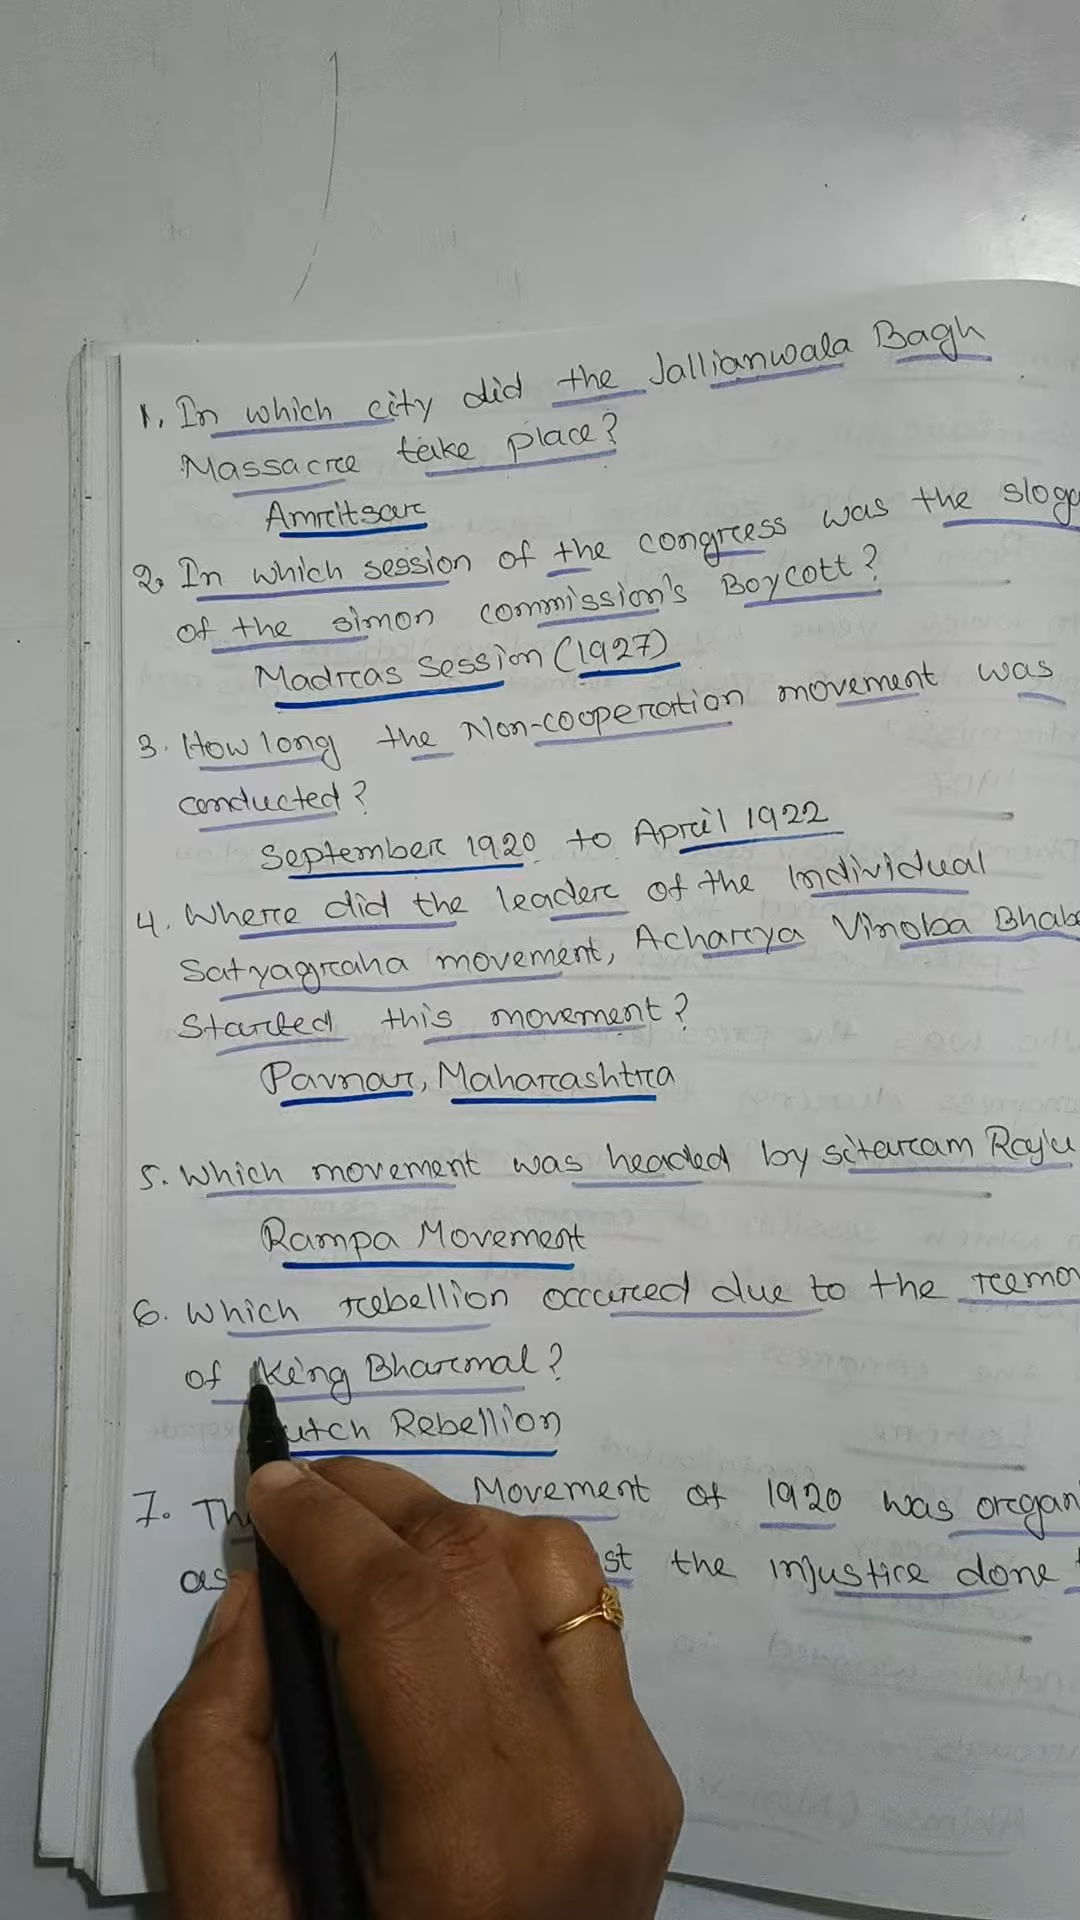 1. In which city did the Jallianwala Bagh
Massacre take place?
Amritsar
2. In which session of the congress was the
of the simon commission's Boycott?
Madras Session (1927)
3. How long the Non-cooperation movement was
conducted?
September 1920 to April 1922
4. Where did the leader of the Individual
Satyagraha movement, Acharya Vinoba
Started this movement?
Pavnar, Maharashtra
5. Which movement was headed by sitaram Raju
Rampa Movement
6. Which rebellion occured due to the
of King Bharmal?
Rebellion
7. Movement of 1920 was
as the injustice done